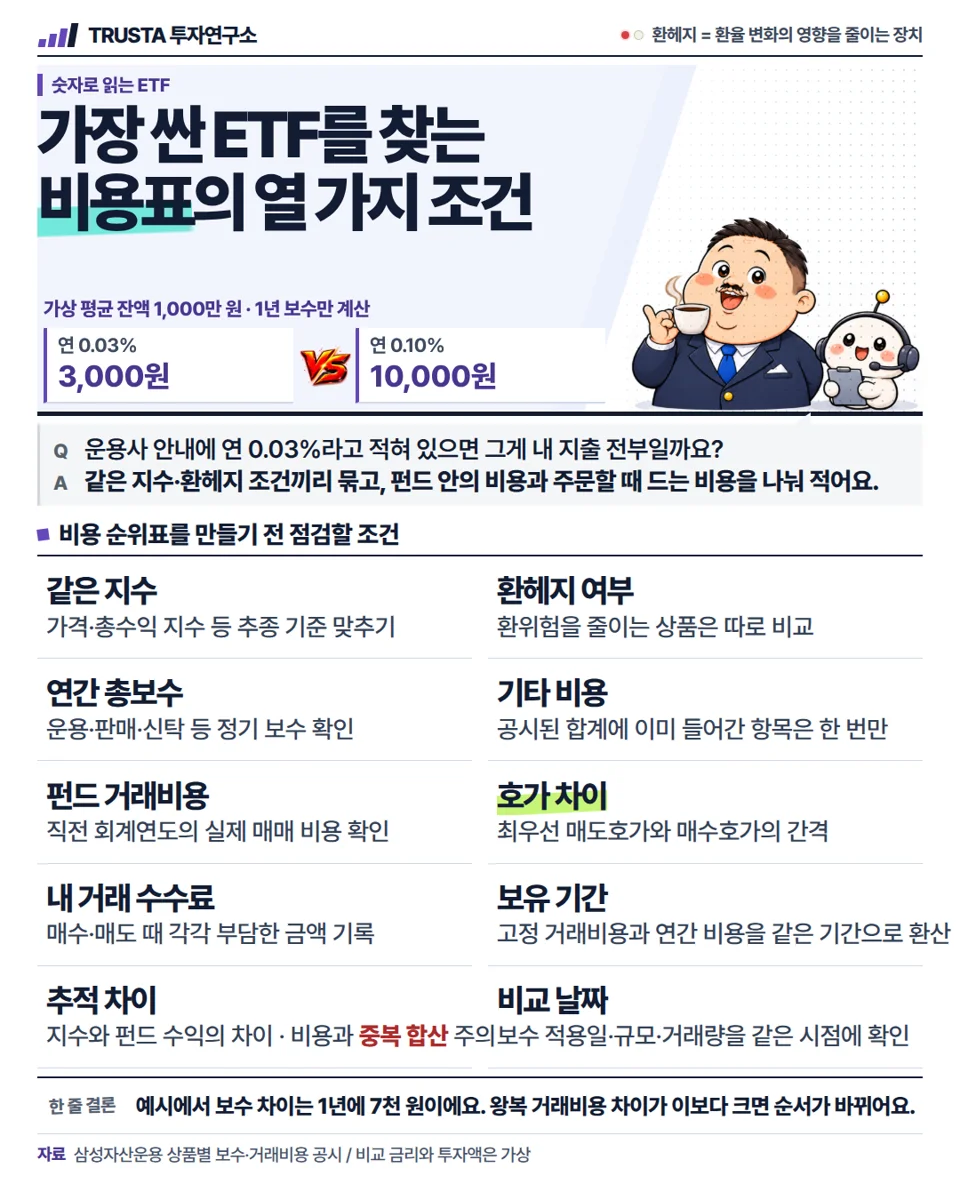 TRUSTA 투자연구소
환헤지 = 환율 변화의 영향을 줄이는 장치
숫자로 읽는 ETF
가장 싼 ETF를 찾는
비용표의 열 가지 조건
가상 평균 잔액 1,000만 원 · 1년 보수만 계산
연 0.03%
3,000원
VS
연 0.10%
10,000원
Q 운용사 안내에 연 0.03%라고 적혀 있으면 그게 내 지출 전부일까요?
A 같은 지수·환헤지 조건끼리 묶고, 펀드 안의 비용과 주문할 때 드는 비용을 나눠 적어요.
비용 순위표를 만들기 전 점검할 조건
같은 지수
가격·총수익 지수 등 추종 기준 맞추기
환헤지 여부
환위험을 줄이는 상품은 따로 비교
연간 총보수
운용·판매·신탁 등 정기 보수 확인
기타 비용
공시된 합계에 이미 들어간 항목은 한 번만
펀드 거래비용
직전 회계연도의 실제 매매 비용 확인
호가 차이
최우선 매도호가와 매수호가의 간격
내 거래 수수료
매수·매도 때 각각 부담한 금액 기록
보유 기간
고정 거래비용과 연간 비용을 같은 기간으로 환산
추적 차이
지수와 펀드 수익의 차이 · 비용과 중복 합산 주의
비교 날짜
보수 적용일·규모·거래량을 같은 시점에 확인
한 줄 결론 예시에서 보수 차이는 1년에 7천 원이에요. 왕복 거래비용 차이가 이보다 크면 순서가 바뀌어요.
자료 삼성자산운용 상품별 보수·거래비용 공시 / 비교 금리와 투자액은 가상